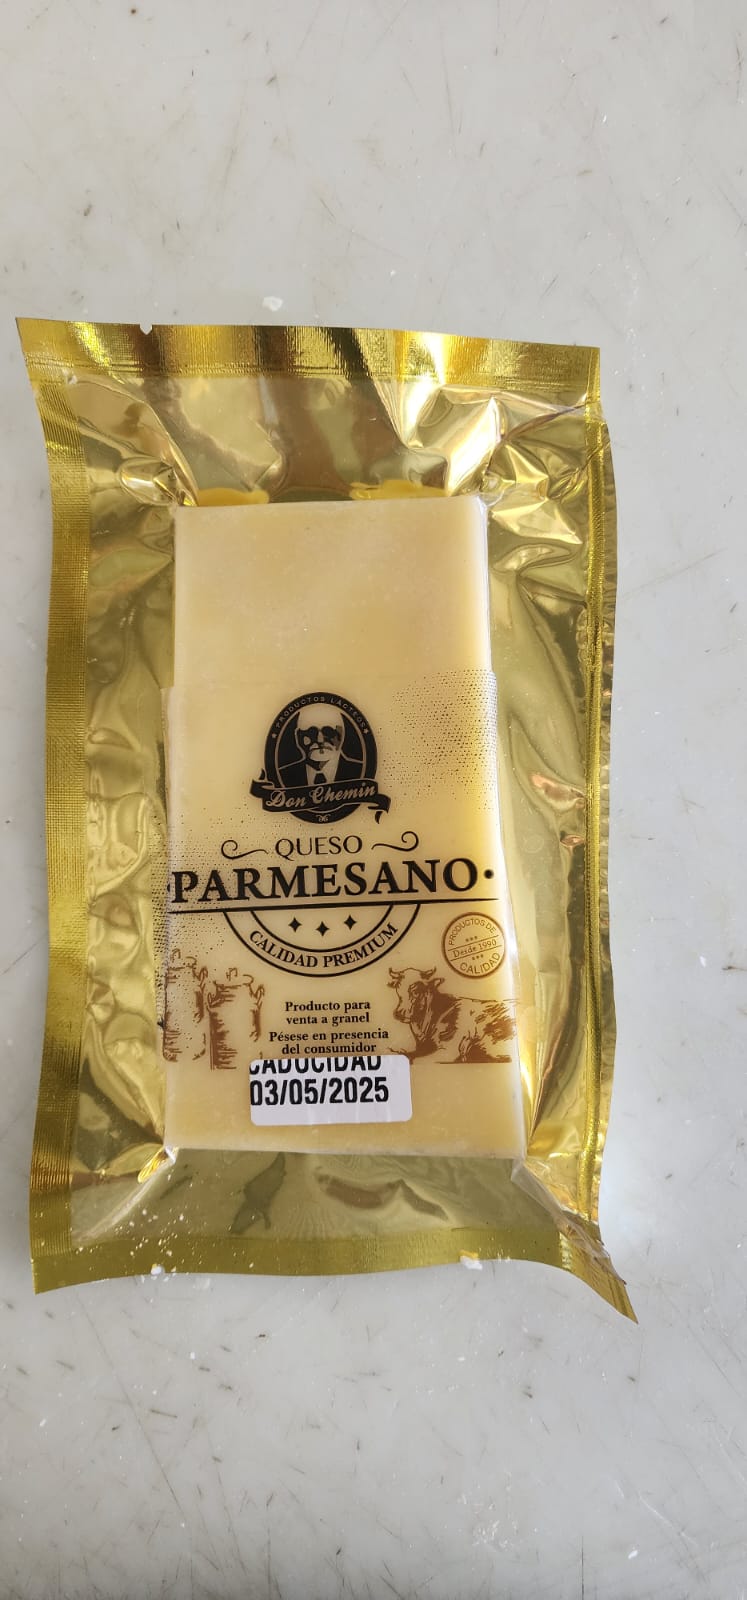 ★ PRODUCTOS LÁCTEOS ★
Don Chemin
QUESO
PARMESANO
CALIDAD PREMIUM
PRODUCTOS DE
Desde 1990
CALIDAD
Producto para
venta a granel
Pésese en presencia
del consumidor
CADUCIDAD
03/05/2025